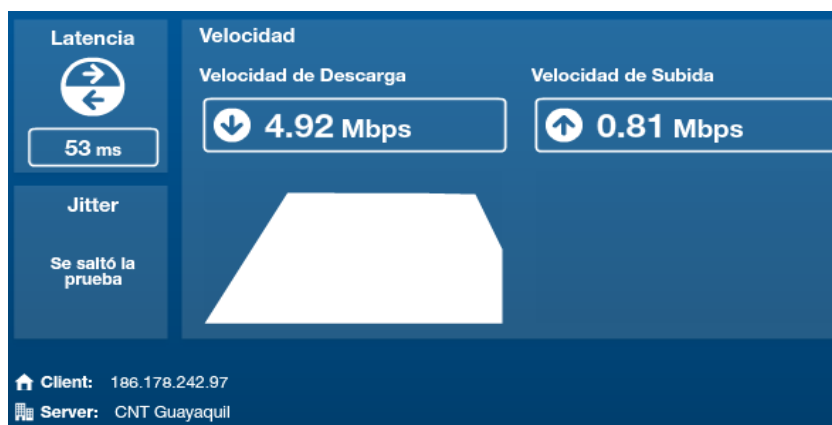 Latencia
53 ms
Jitter
Se saltó la
prueba
Velocidad
Velocidad de Descarga
4.92 Mbps
Velocidad de Subida
0.81 Mbps
Client: 186.178.242.97
Server: CNT Guayaquil